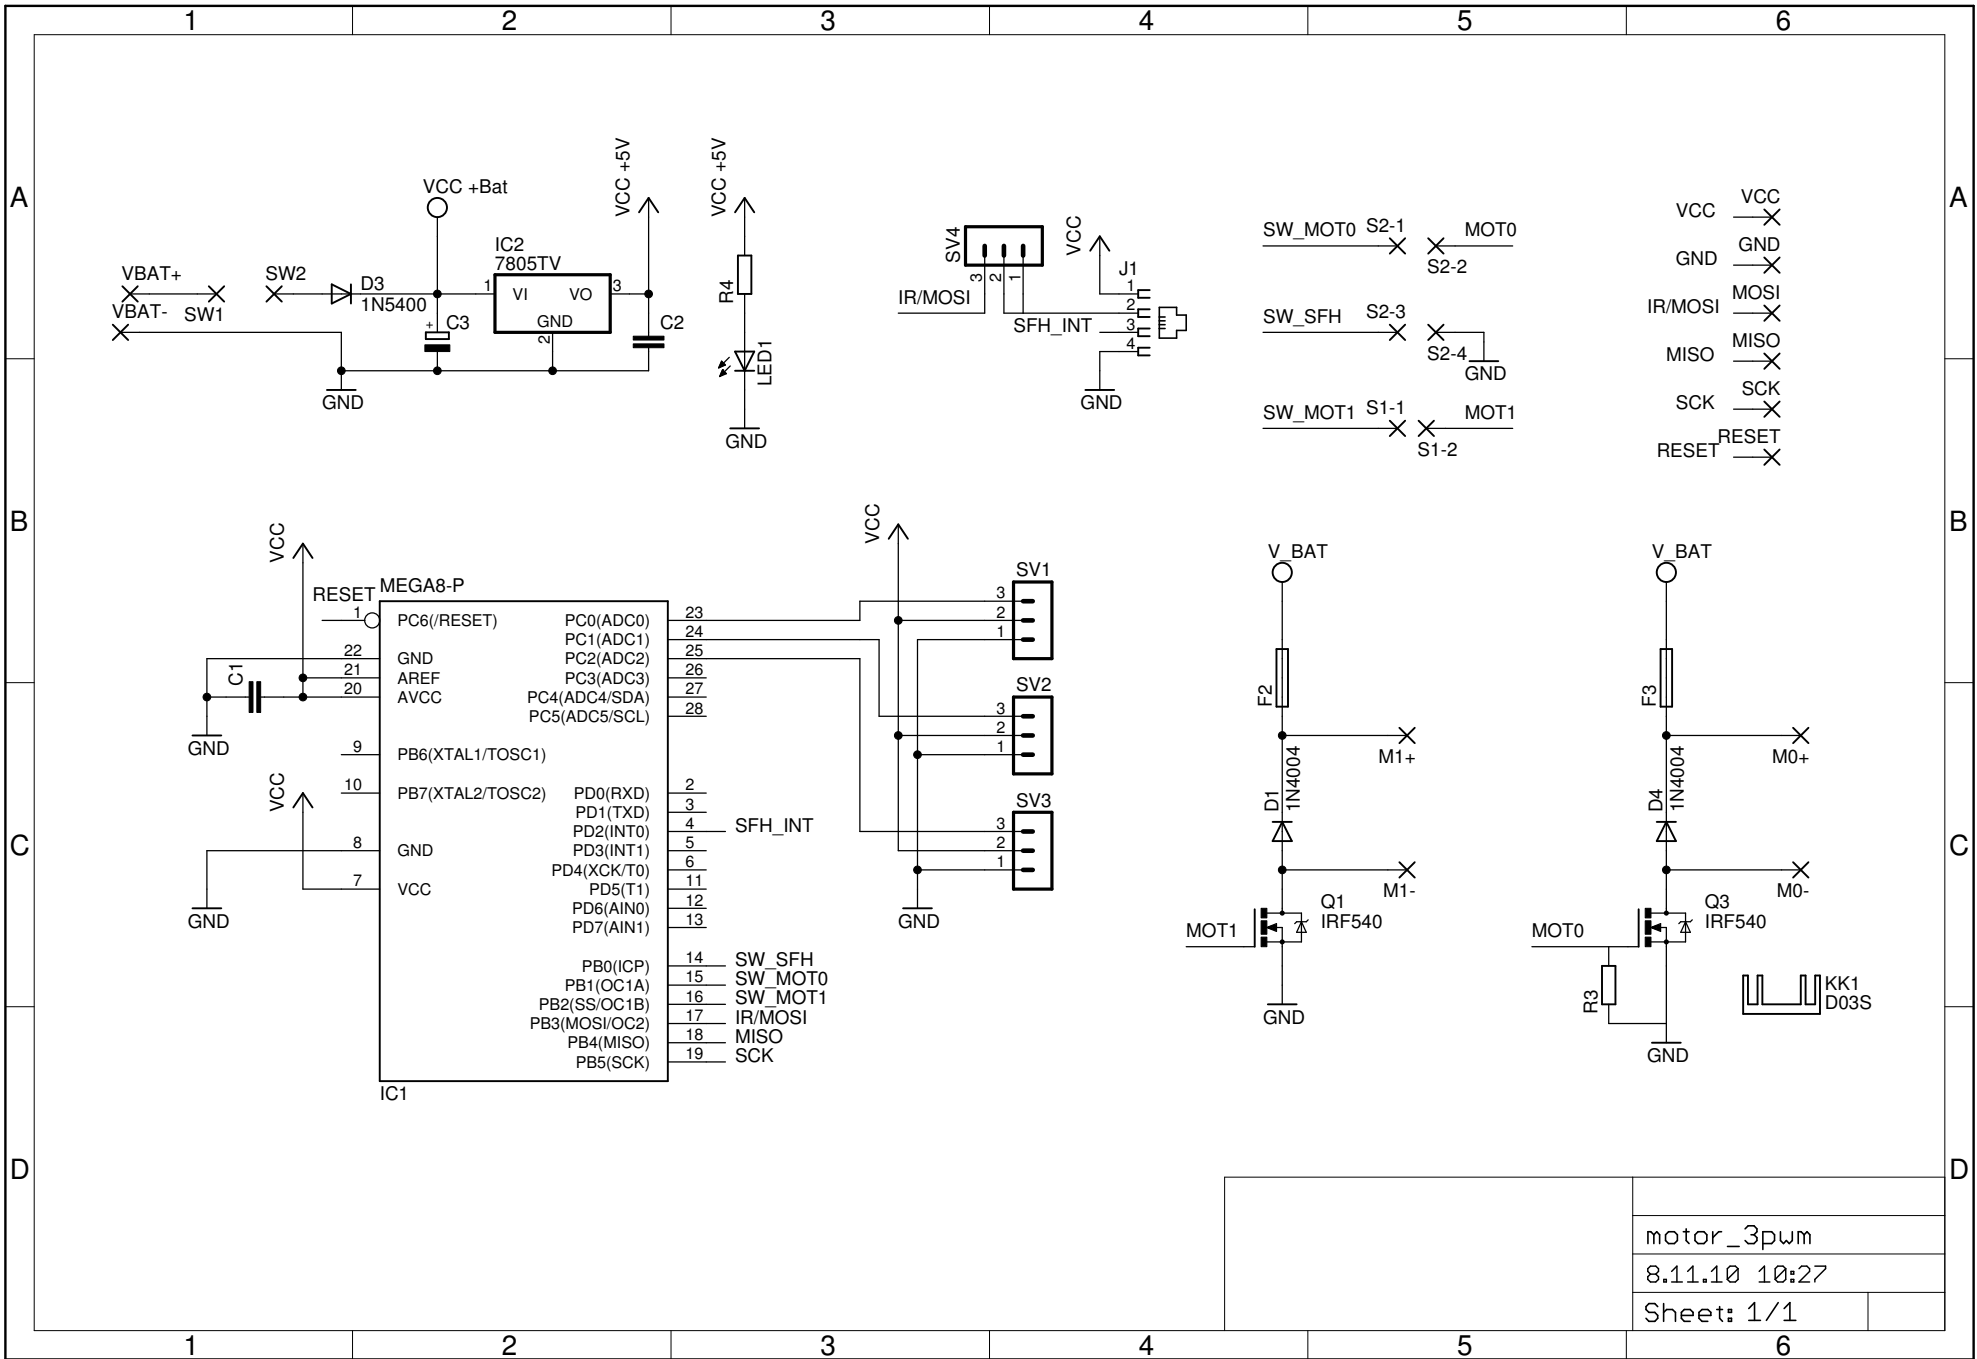 1 2 3 4 5 6
A A
B B
C C
D D
VBAT+
VBAT-
SW1
SW2
D3
1N5400
VCC +Bat
+
C3
IC2
7805TV
1 VI VO 3
GND
2
VCC +5V
C2
GND
VCC +5V
R4
LED1
GND
SV4
3 2 1
IR/MOSI
VCC
J1
1
2
SFH_INT 3
4
GND
SW_MOT0 S2-1 MOT0
S2-2
SW_SFH S2-3
S2-4
GND
SW_MOT1 S1-1 MOT1
S1-2
VCC VCC
GND GND
IR/MOSI MOSI
MISO MISO
SCK SCK
RESET RESET
VCC
RESET
MEGA8-P
1 PC6(/RESET)
22 GND
21 AREF
20 AVCC
C1
GND
9 PB6(XTAL1/TOSC1)
VCC
10 PB7(XTAL2/TOSC2)
8 GND
7 VCC
GND
PC0(ADC0) 23
PC1(ADC1) 24
PC2(ADC2) 25
PC3(ADC3) 26
PC4(ADC4/SDA) 27
PC5(ADC5/SCL) 28
PD0(RXD) 2
PD1(TXD) 3
PD2(INT0) 4 SFH_INT
PD3(INT1) 5
PD4(XCK/T0) 6
PD5(T1) 11
PD6(AIN0) 12
PD7(AIN1) 13
PB0(ICP) 14 SW_SFH
PB1(OC1A) 15 SW_MOT0
PB2(SS/OC1B) 16 SW_MOT1
PB3(MOSI/OC2) 17 IR/MOSI
PB4(MISO) 18 MISO
PB5(SCK) 19 SCK
IC1
VCC
SV1
3
2
1
SV2
3
2
1
SV3
3
2
1
GND
V_BAT
F2
M1+
D1
1N4004
M1-
Q1
IRF540
MOT1
GND
V_BAT
F3
M0+
D4
1N4004
M0-
Q3
IRF540
MOT0
R3
GND
KK1
D03S
motor_3pwm
8.11.10 10:27
Sheet: 1/1
1 2 3 4 5 6